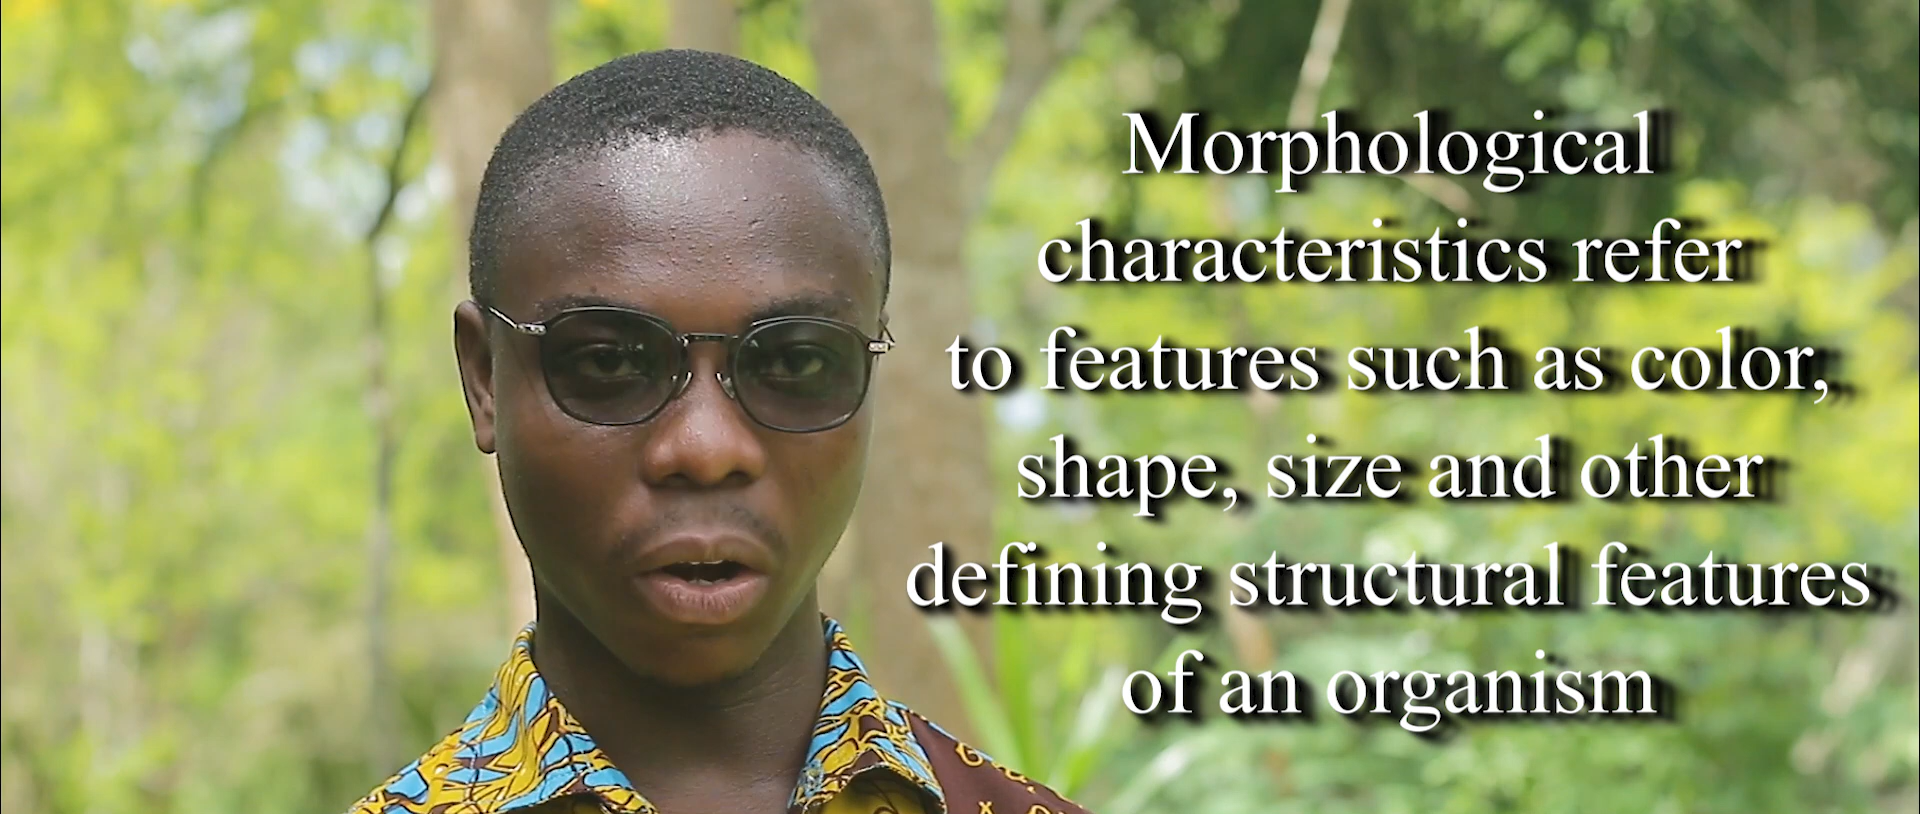 Morphological
characteristics refer
to features such as color,
shape, size and other
defining structural features
of an organism